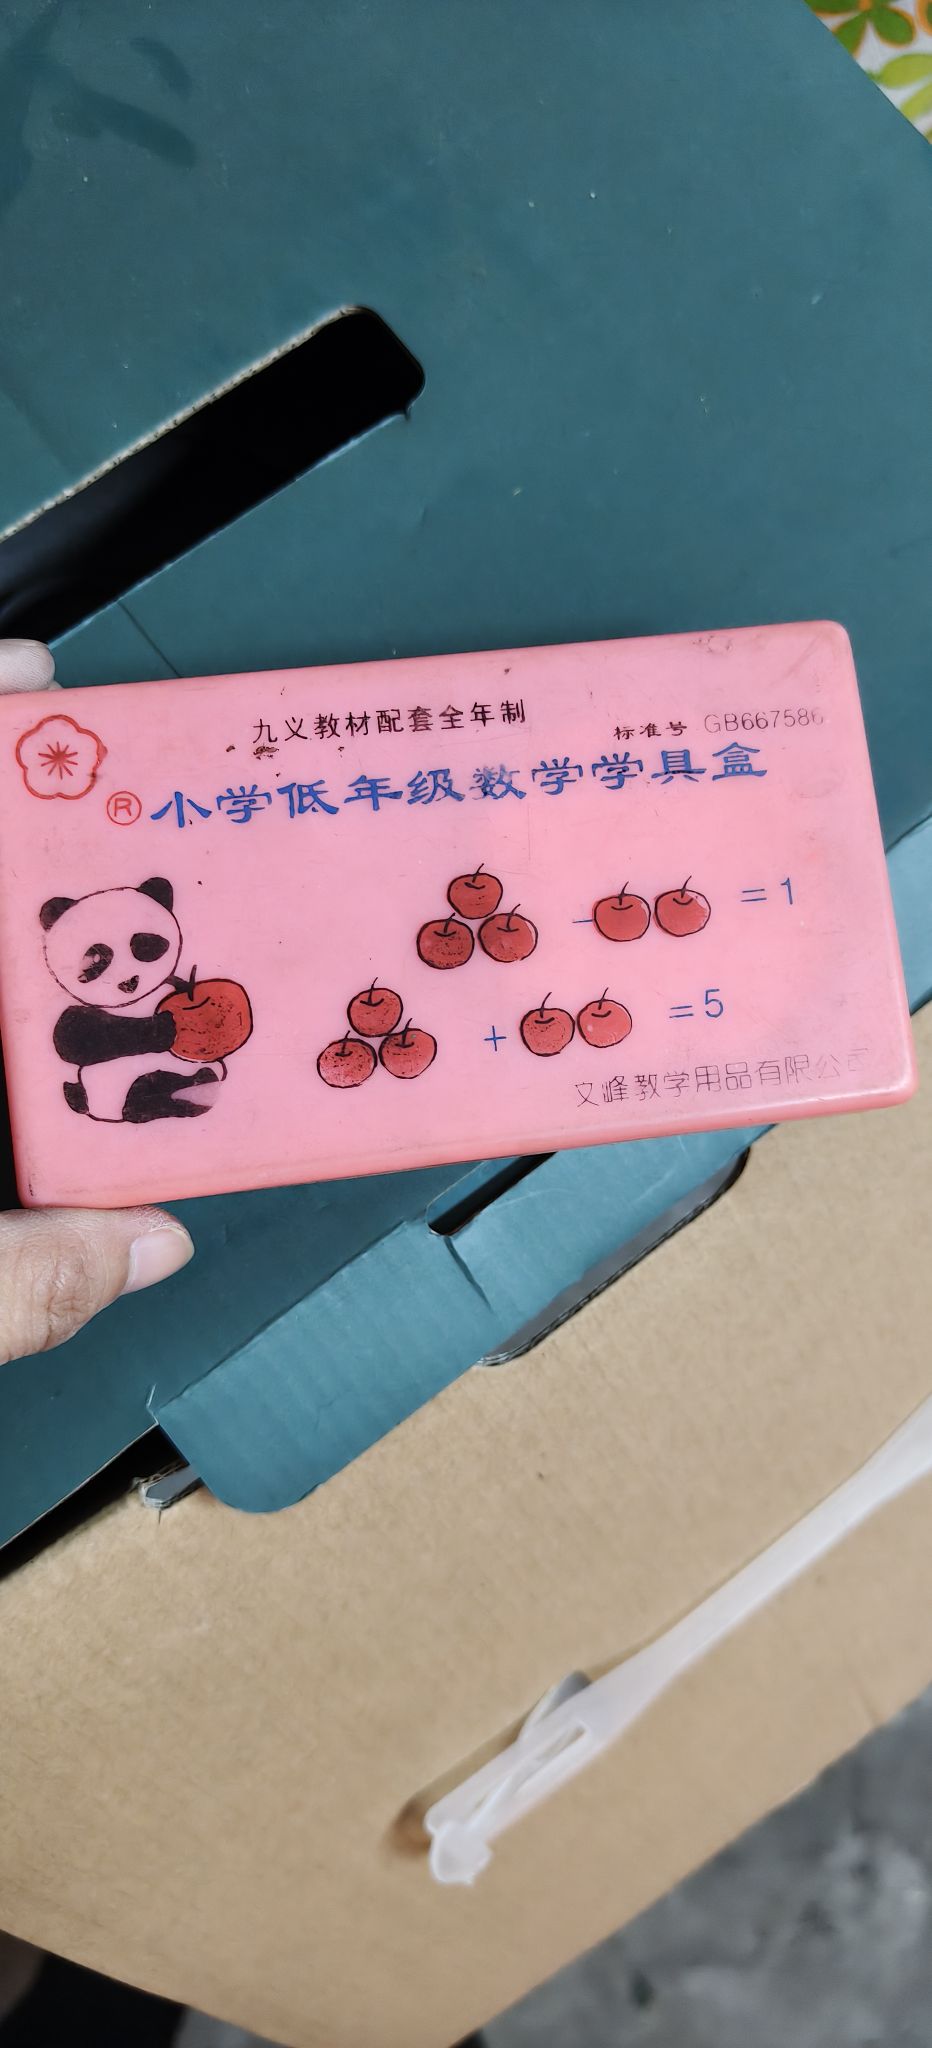 九义教材配套全年制
标准号 GB667586
®小学低年级数学学具盒
- = 1
+ = 5
文峰教学用品有限公司